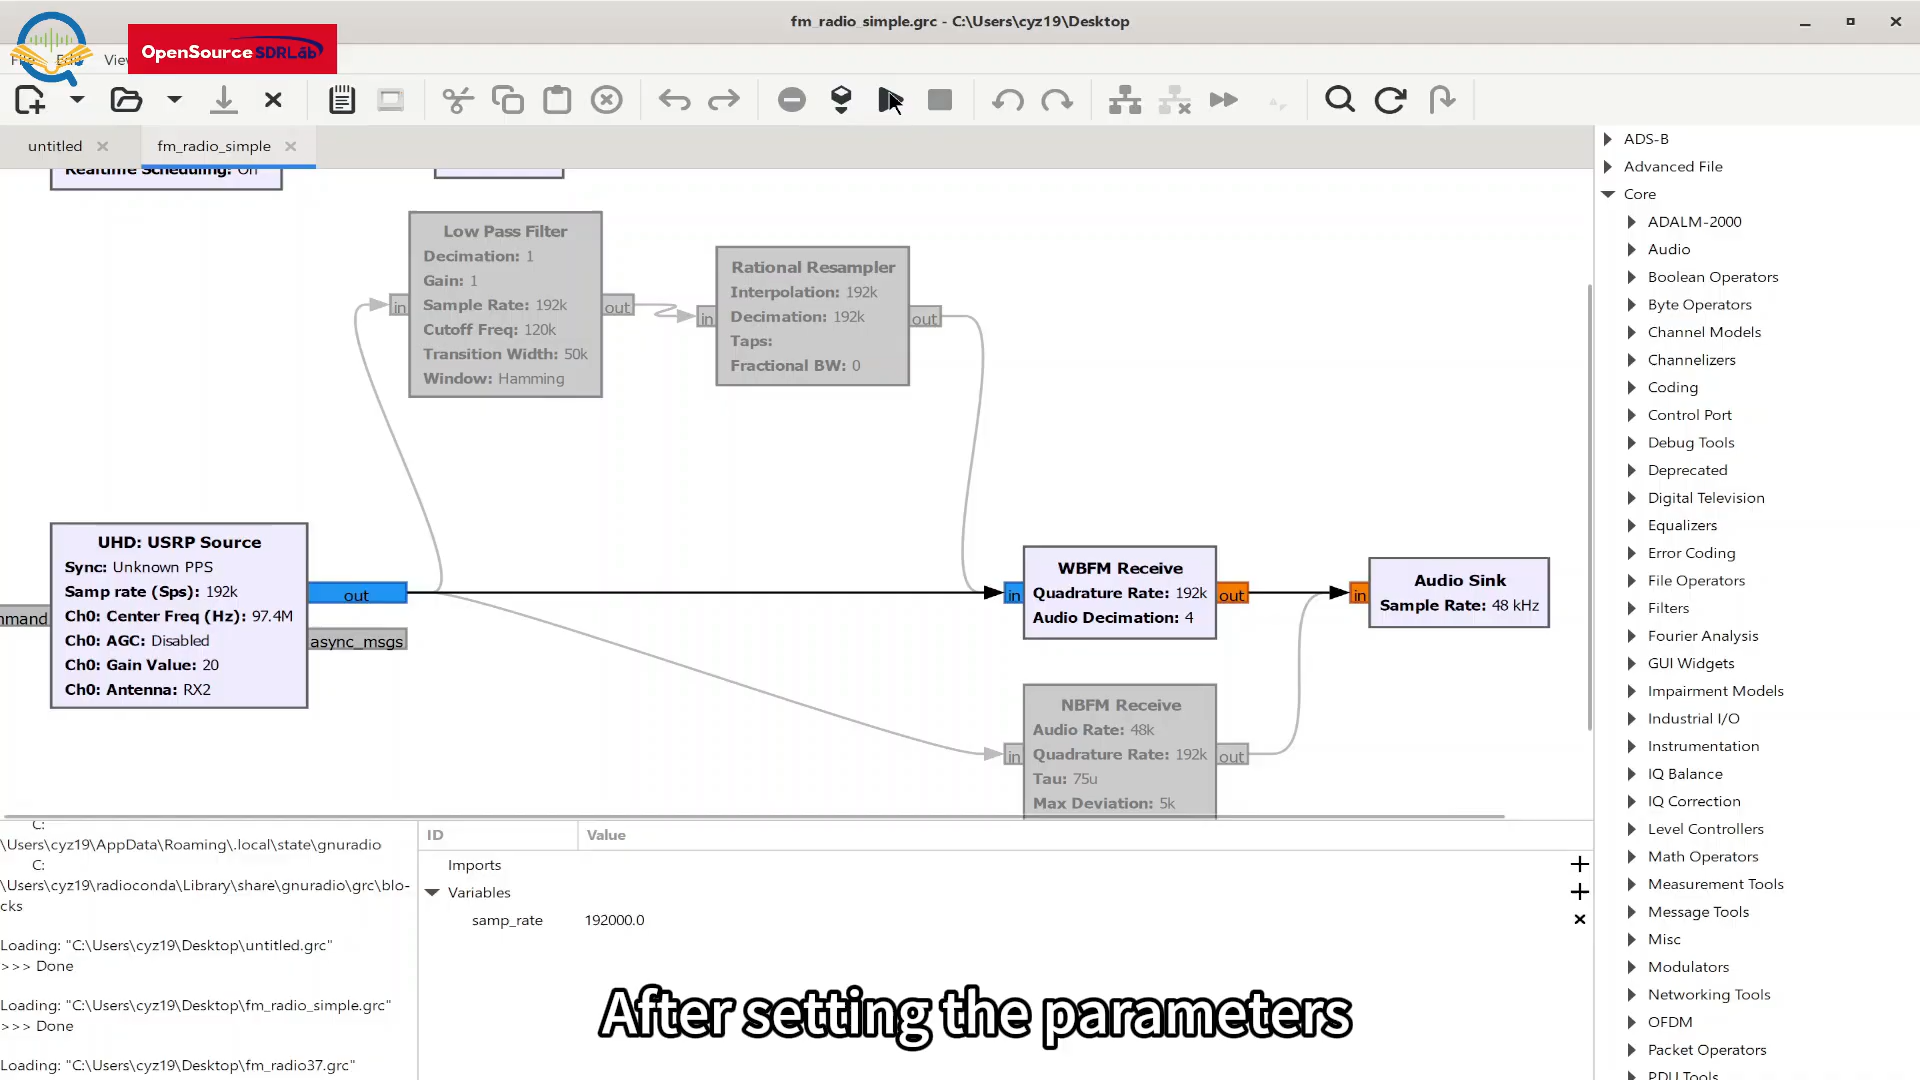 fm_radio_simple.grc - C:\Users\cyz19\Desktop
OpenSource SDRLab
File Edit View
untitled
fm_radio_simple
Realtime Scheduling: On
Low Pass Filter
Decimation: 1
Gain: 1
Sample Rate: 192k
Cutoff Freq: 120k
Transition Width: 50k
Window: Hamming
in
out
Rational Resampler
Interpolation: 192k
Decimation: 192k
Taps:
Fractional BW: 0
in
out
UHD: USRP Source
Sync: Unknown PPS
Samp rate (Sps): 192k
Ch0: Center Freq (Hz): 97.4M
Ch0: AGC: Disabled
Ch0: Gain Value: 20
Ch0: Antenna: RX2
mmand
out
async_msgs
WBFM Receive
Quadrature Rate: 192k
Audio Decimation: 4
in
out
Audio Sink
Sample Rate: 48 kHz
in
NBFM Receive
Audio Rate: 48k
Quadrature Rate: 192k
Tau: 75u
Max Deviation: 5k
in
out
ADS-B
Advanced File
Core
ADALM-2000
Audio
Boolean Operators
Byte Operators
Channel Models
Channelizers
Coding
Control Port
Debug Tools
Deprecated
Digital Television
Equalizers
Error Coding
File Operators
Filters
Fourier Analysis
GUI Widgets
Impairment Models
Industrial I/O
Instrumentation
IQ Balance
IQ Correction
Level Controllers
Math Operators
Measurement Tools
Message Tools
Misc
Modulators
Networking Tools
OFDM
Packet Operators
PDU Tools
C:
\Users\cyz19\AppData\Roaming\.local\state\gnuradio
C:
\Users\cyz19\radioconda\Library\share\gnuradio\grc\blo-
cks
Loading: "C:\Users\cyz19\Desktop\untitled.grc"
>>> Done
Loading: "C:\Users\cyz19\Desktop\fm_radio_simple.grc"
>>> Done
Loading: "C:\Users\cyz19\Desktop\fm_radio37.grc"
ID Value
Imports
Variables
samp_rate 192000.0
After setting the parameters